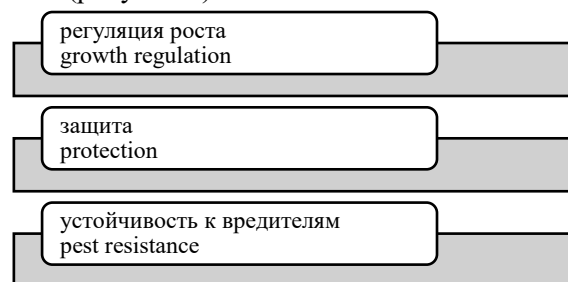 регуляция роста
growth regulation
защита
protection
устойчивость к вредителям
pest resistance